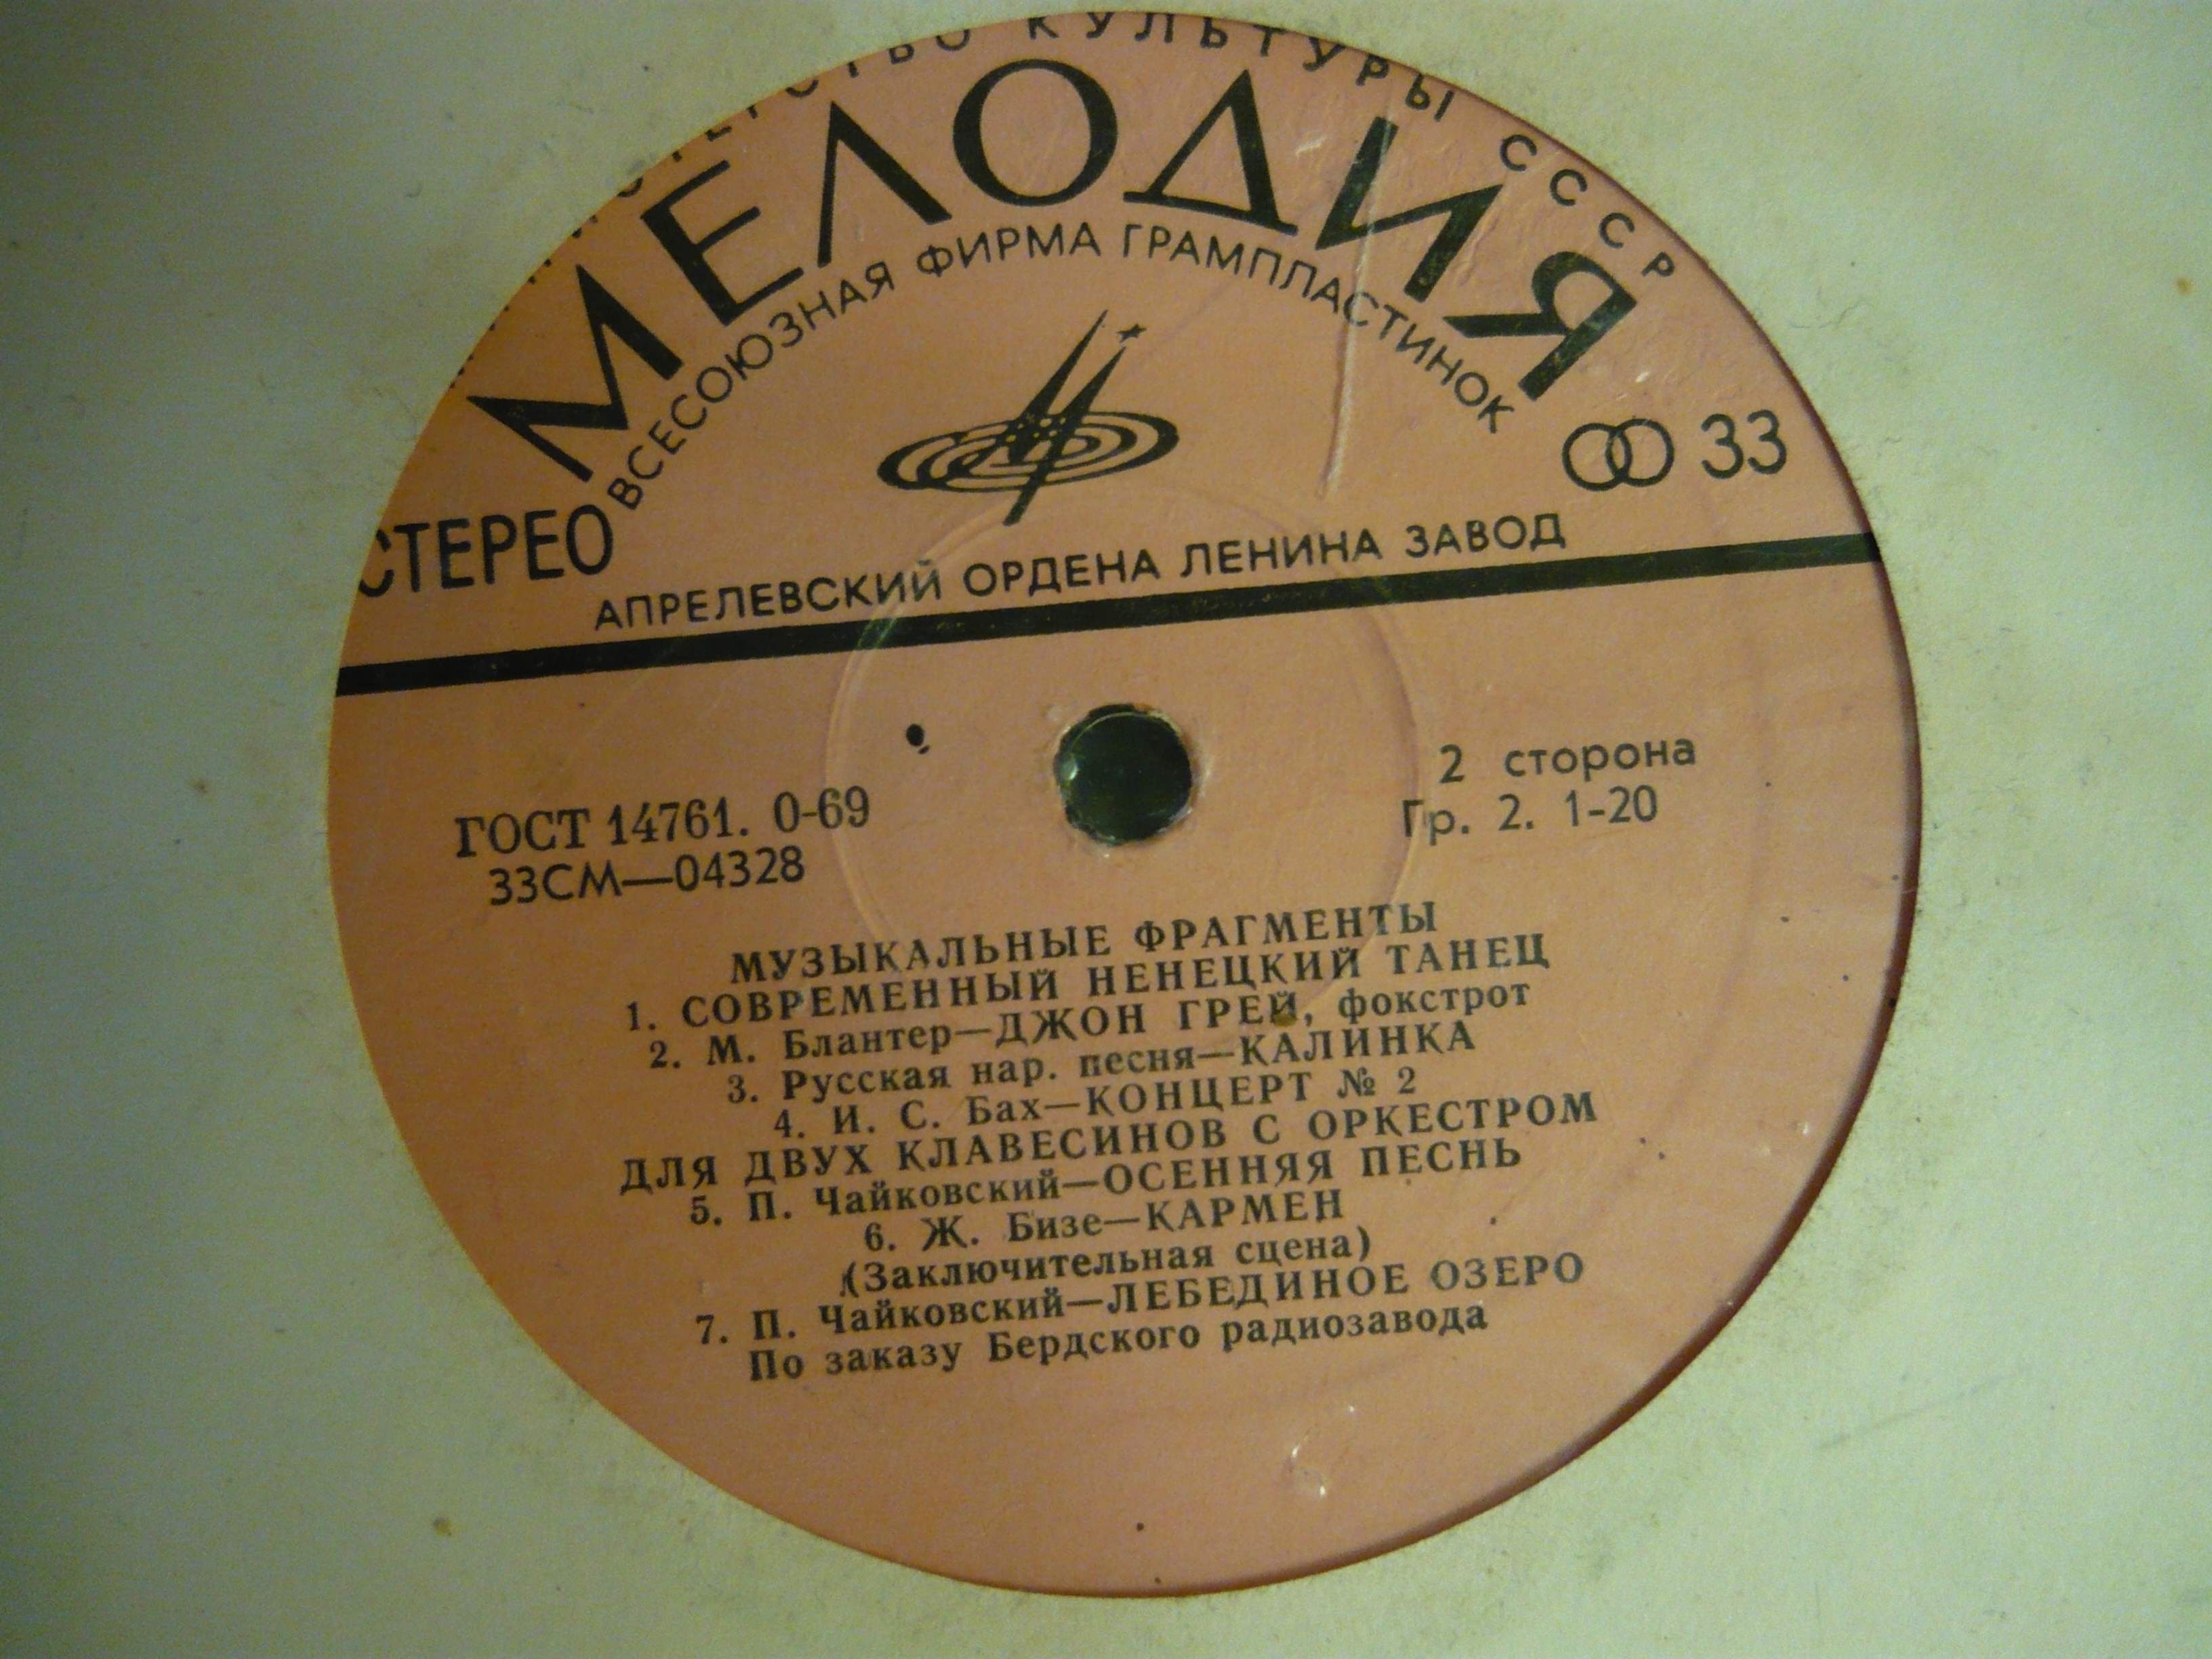 КУЛЬТУРЫ СССР
МЕЛОДИЯ
ВСЕСОЮЗНАЯ ФИРМА ГРАМПЛАСТИНОК
33
СТЕРЕО
АПРЕЛЕВСКИЙ ОРДЕНА ЛЕНИНА ЗАВОД
ГОСТ 14761. 0-69
33СМ—04328
2 сторона
Гр. 2. 1-20
МУЗЫКАЛЬНЫЕ ФРАГМЕНТЫ
1. СОВРЕМЕННЫЙ НЕНЕЦКИЙ ТАНЕЦ
2. М. Блантер—ДЖОН ГРЕЙ, фокстрот
3. Русская нар. песня—КАЛИНКА
4. И. С. Бах—КОНЦЕРТ № 2
ДЛЯ ДВУХ КЛАВЕСИНОВ С ОРКЕСТРОМ
5. П. Чайковский—ОСЕННЯЯ ПЕСНЬ
6. Ж. Бизе—КАРМЕН
(Заключительная сцена)
7. П. Чайковский—ЛЕБЕДИНОЕ ОЗЕРО
По заказу Бердского радиозавода